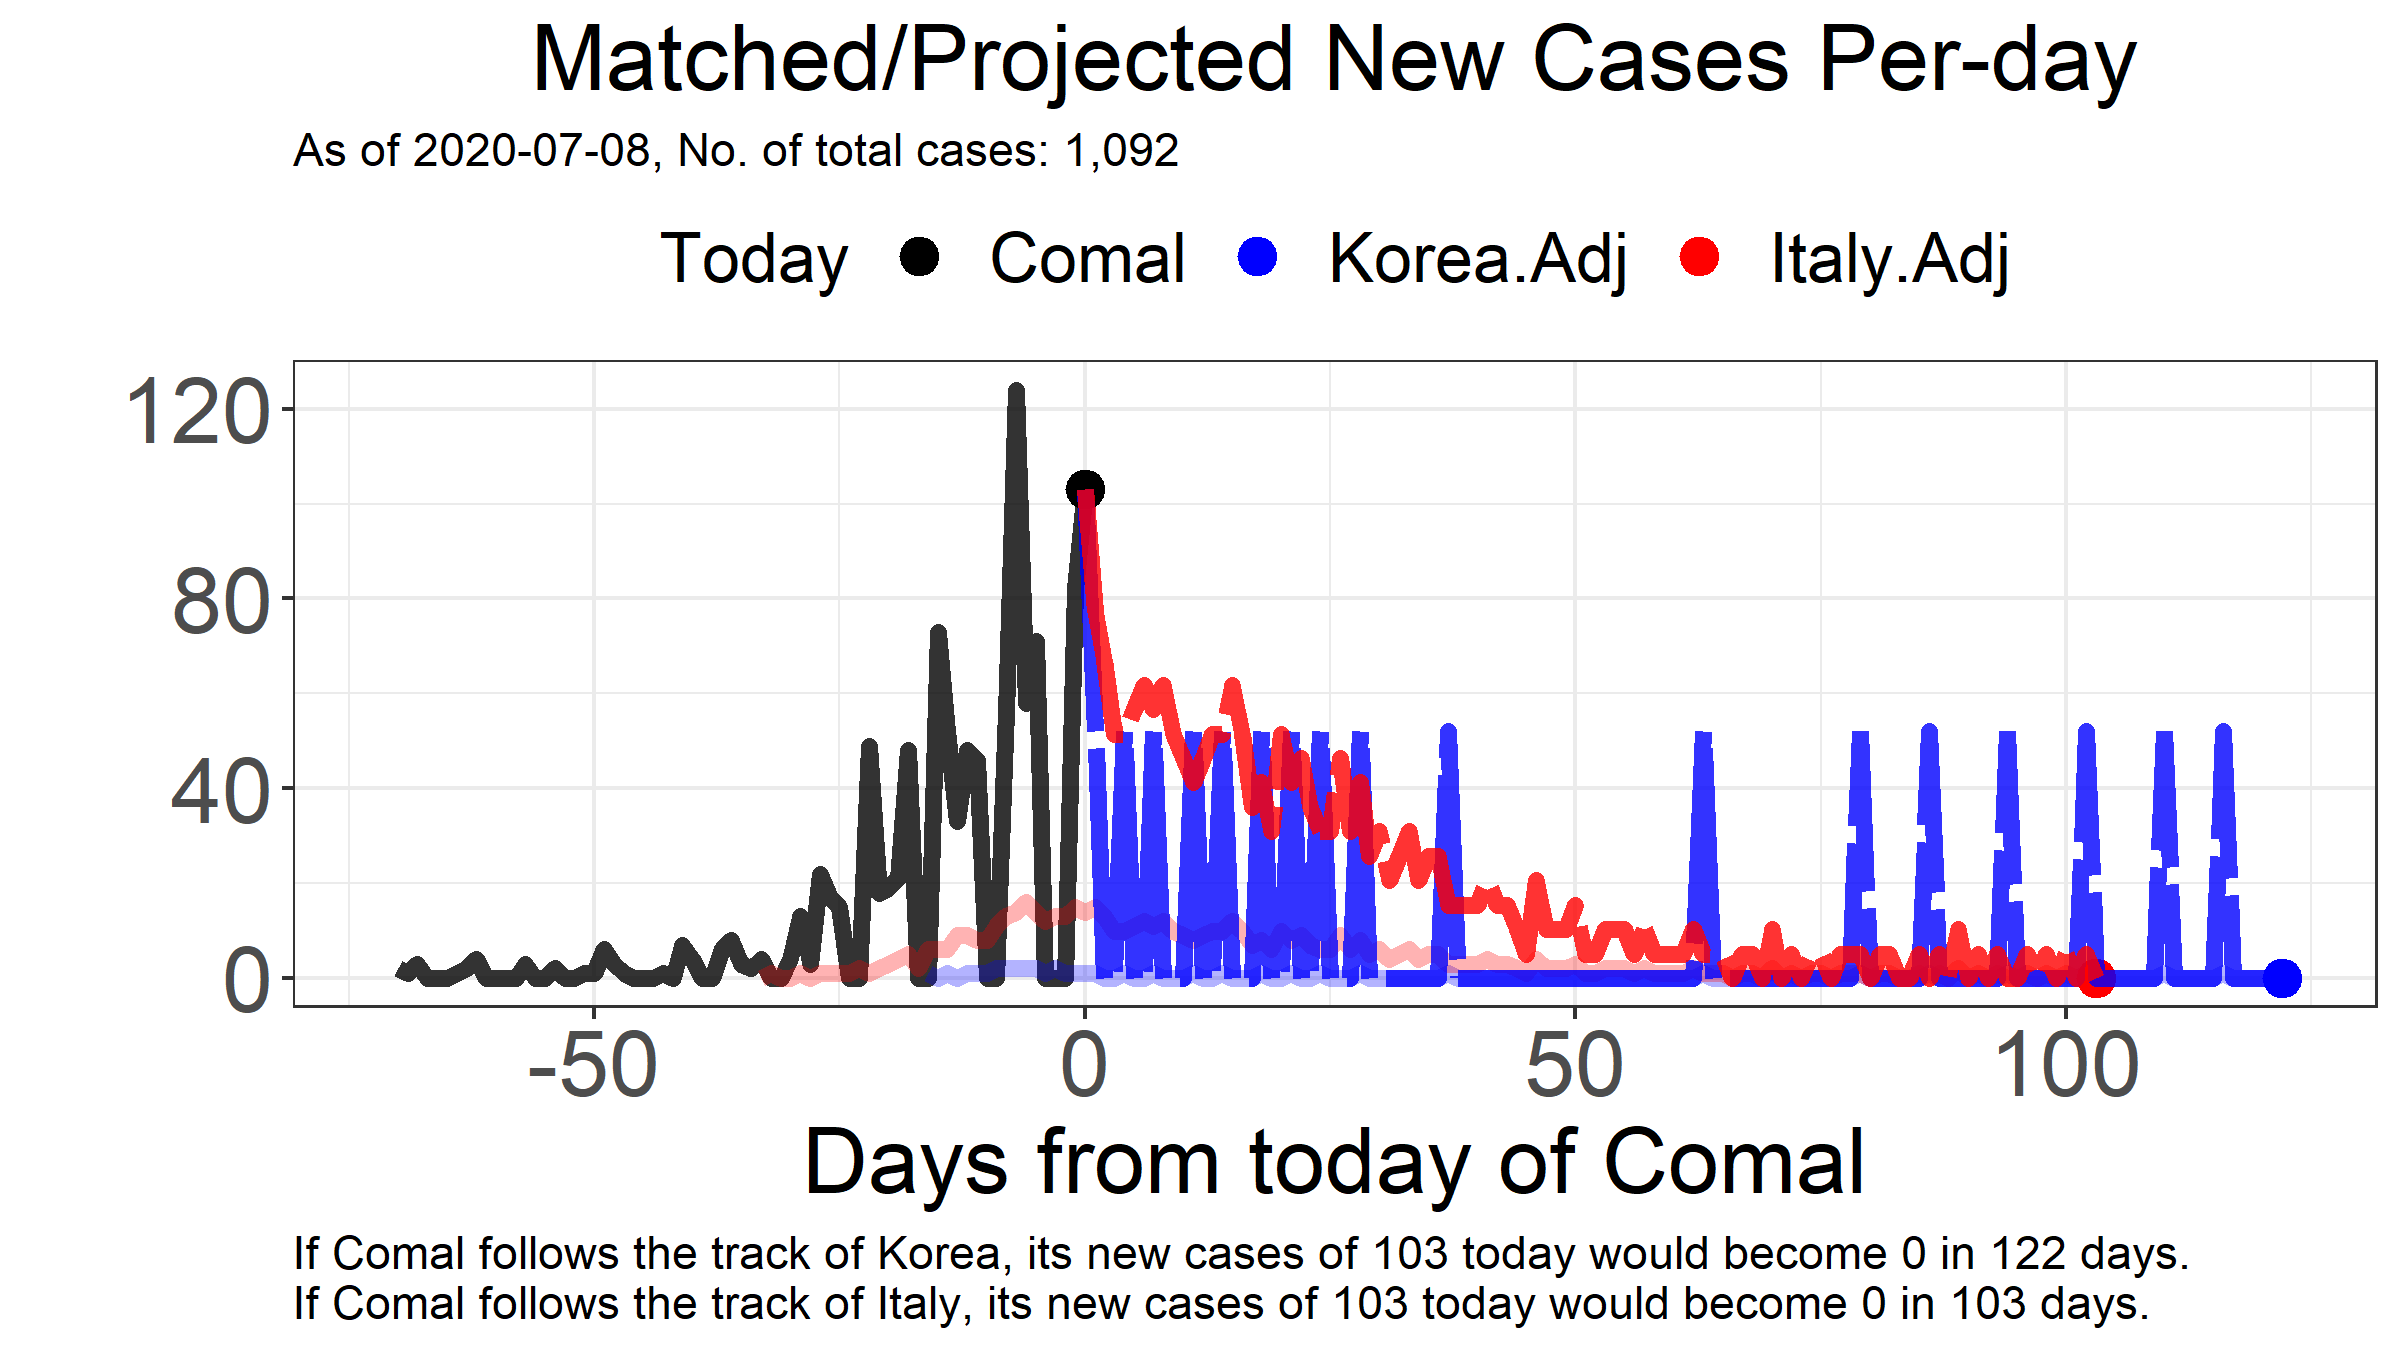 Matched/Projected New Cases Per-day
As of 2020-07-08, No. of total cases: 1,092
Today Comal Korea.Adj Italy.Adj
120
80
40
0
-50 0 50 100
Days from today of Comal
If Comal follows the track of Korea, its new cases of 103 today would become 0 in 122 days.
If Comal follows the track of Italy, its new cases of 103 today would become 0 in 103 days.